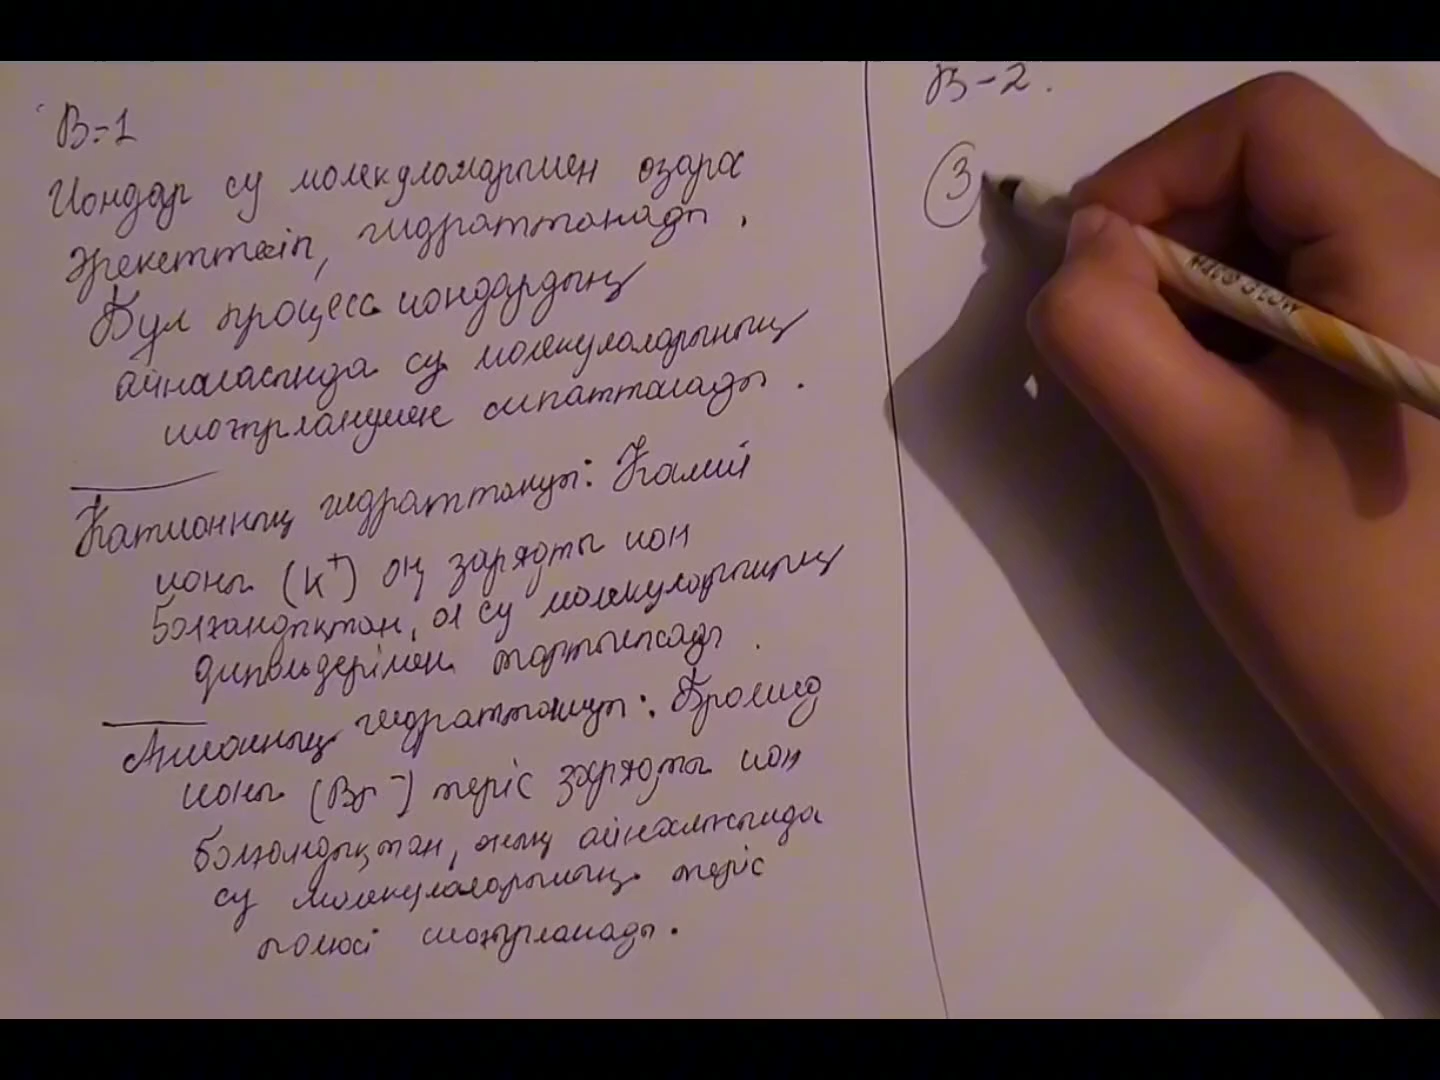 В-1
Иондар су молекулаларымен өзара
әрекеттесіп, гидраттанады.
Бұл процесс иондардың
айналасында су молекулаларының
шоғырлануымен сипатталады.
Катионның гидраттануы: Калий
ионы (K⁺) оң зарядты ион
болғандықтан, ол су молекулаларының
дипольдерімен тартылысады.
Анионның гидраттануы: Бромид
ионы (Br⁻) теріс зарядты ион
болғандықтан, оның айналасында
су молекулаларының теріс
полюсі шоғырланады.
В-2.
3